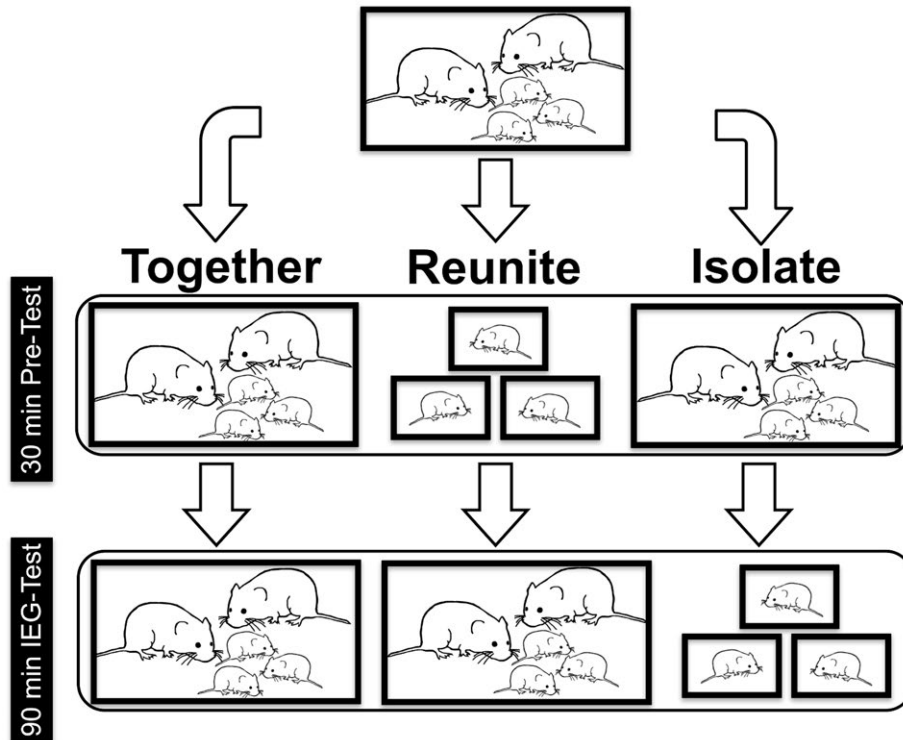 Together
Reunite
Isolate
30 min Pre-Test
90 min IEG-Test